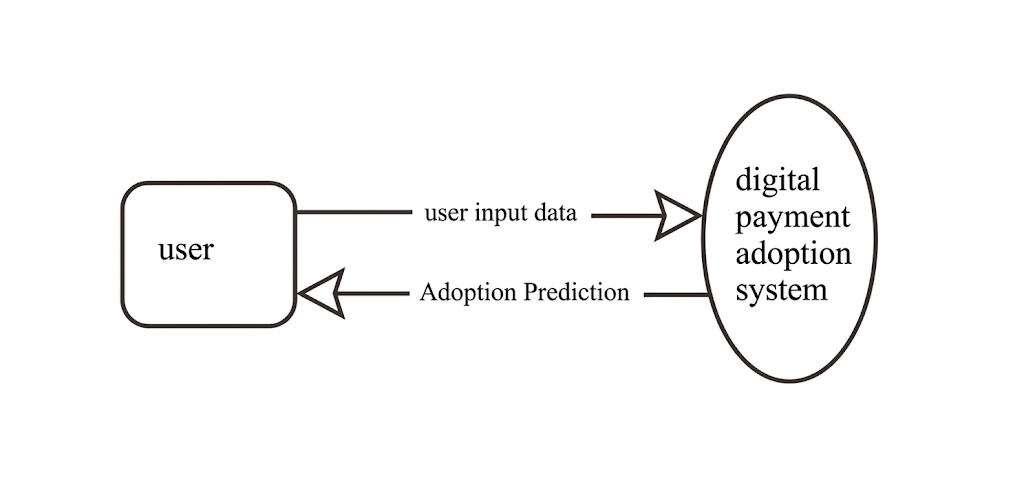 user
user input data
Adoption Prediction
digital
payment
adoption
system